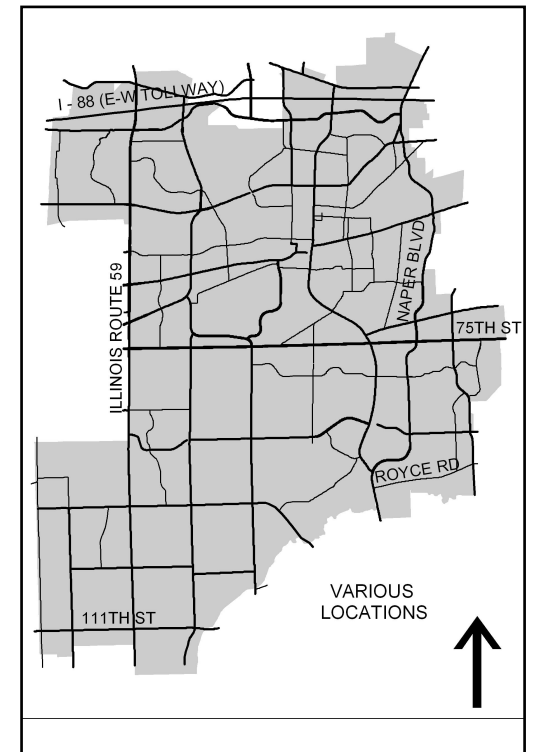 I - 88 (E-W TOLLWAY)
ILLINOIS ROUTE 59
NAPER BLVD
75TH ST
ROYCE RD
VARIOUS
LOCATIONS
111TH ST